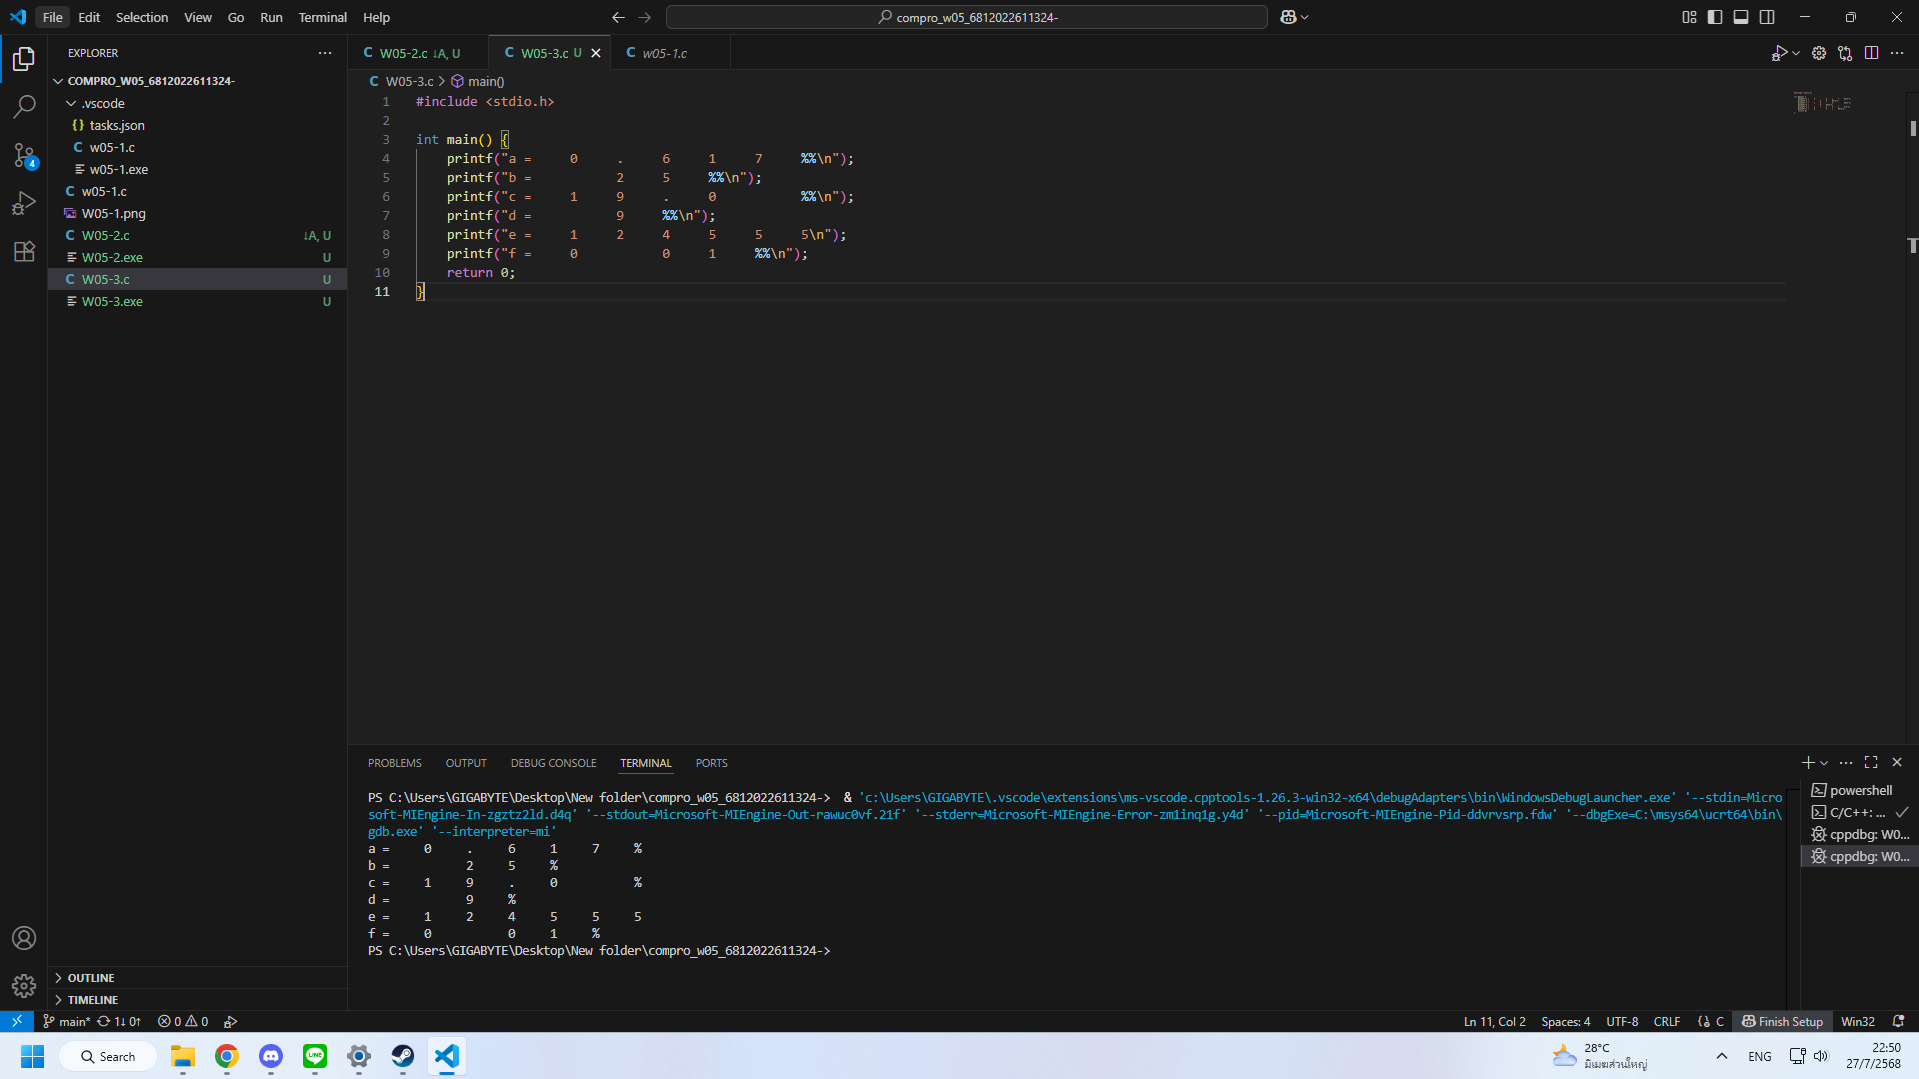 File Edit Selection View Go Run Terminal Help
compro_w05_6812022611324-
EXPLORER
COMPRO_W05_6812022611324-
.vscode
{} tasks.json
C w05-1.c
w05-1.exe
C w05-1.c
W05-1.png
C W05-2.c ↓A, U
W05-2.exe U
C W05-3.c U
W05-3.exe U
OUTLINE
TIMELINE
4
C W05-2.c ↓A, U
C W05-3.c U
C w05-1.c
C W05-3.c > main()
1 #include <stdio.h>
2
3 int main() {
4     printf("a =     0     .     6     1     7     %%\n");
5     printf("b =           2     5     %%\n");
6     printf("c =     1     9     .     0           %%\n");
7     printf("d =           9     %%\n");
8     printf("e =     1     2     4     5     5     5\n");
9     printf("f =     0           0     1     %%\n");
10     return 0;
11 }
PROBLEMS OUTPUT DEBUG CONSOLE TERMINAL PORTS
PS C:\Users\GIGABYTE\Desktop\New folder\compro_w05_6812022611324->  & 'c:\Users\GIGABYTE\.vscode\extensions\ms-vscode.cpptools-1.26.3-win32-x64\debugAdapters\bin\WindowsDebugLauncher.exe' '--stdin=Micro
soft-MIEngine-In-zgztz2ld.d4q' '--stdout=Microsoft-MIEngine-Out-rawuc0vf.21f' '--stderr=Microsoft-MIEngine-Error-zm1inq1g.y4d' '--pid=Microsoft-MIEngine-Pid-ddvrvsrp.fdw' '--dbgExe=C:\msys64\ucrt64\bin\
gdb.exe' '--interpreter=mi'
a =     0     .     6     1     7     %
b =           2     5     %
c =     1     9     .     0           %
d =           9     %
e =     1     2     4     5     5     5
f =     0           0     1     %
PS C:\Users\GIGABYTE\Desktop\New folder\compro_w05_6812022611324->
powershell
C/C++: ...
cppdbg: W0...
cppdbg: W0...
main* 1↓ 0↑ 0 0
Ln 11, Col 2 Spaces: 4 UTF-8 CRLF {} C Finish Setup Win32
Search
LINE
28°C
มีเมฆส่วนใหญ่
ENG
22:50
27/7/2568